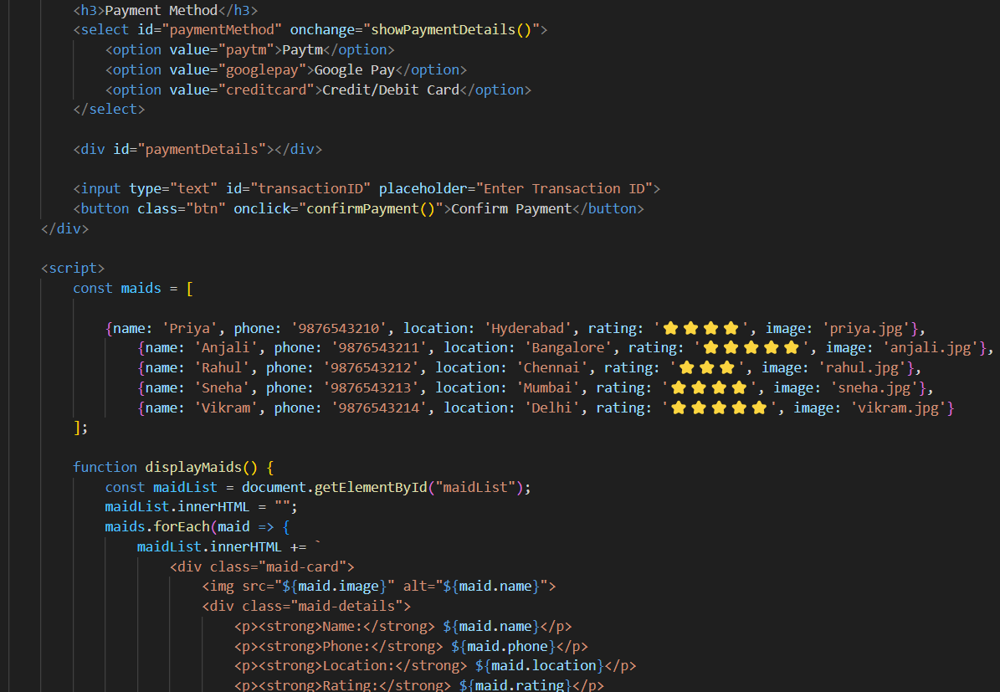 <h3>Payment Method</h3>
<select id="paymentMethod" onchange="showPaymentDetails()">
<option value="paytm">Paytm</option>
<option value="googlepay">Google Pay</option>
<option value="creditcard">Credit/Debit Card</option>
</select>
<div id="paymentDetails"></div>
<input type="text" id="transactionID" placeholder="Enter Transaction ID">
<button class="btn" onclick="confirmPayment()">Confirm Payment</button>
</div>
<script>
const maids = [
{name: 'Priya', phone: '9876543210', location: 'Hyderabad', rating: '⭐⭐⭐⭐', image: 'priya.jpg'},
{name: 'Anjali', phone: '9876543211', location: 'Bangalore', rating: '⭐⭐⭐⭐⭐', image: 'anjali.jpg'},
{name: 'Rahul', phone: '9876543212', location: 'Chennai', rating: '⭐⭐⭐', image: 'rahul.jpg'},
{name: 'Sneha', phone: '9876543213', location: 'Mumbai', rating: '⭐⭐⭐⭐', image: 'sneha.jpg'},
{name: 'Vikram', phone: '9876543214', location: 'Delhi', rating: '⭐⭐⭐⭐⭐', image: 'vikram.jpg'}
];
function displayMaids() {
const maidList = document.getElementById("maidList");
maidList.innerHTML = "";
maids.forEach(maid => {
maidList.innerHTML += `
<div class="maid-card">
<img src="${maid.image}" alt="${maid.name}">
<div class="maid-details">
<p><strong>Name:</strong> ${maid.name}</p>
<p><strong>Phone:</strong> ${maid.phone}</p>
<p><strong>Location:</strong> ${maid.location}</p>
<p><strong>Rating:</strong> ${maid.rating}</p>